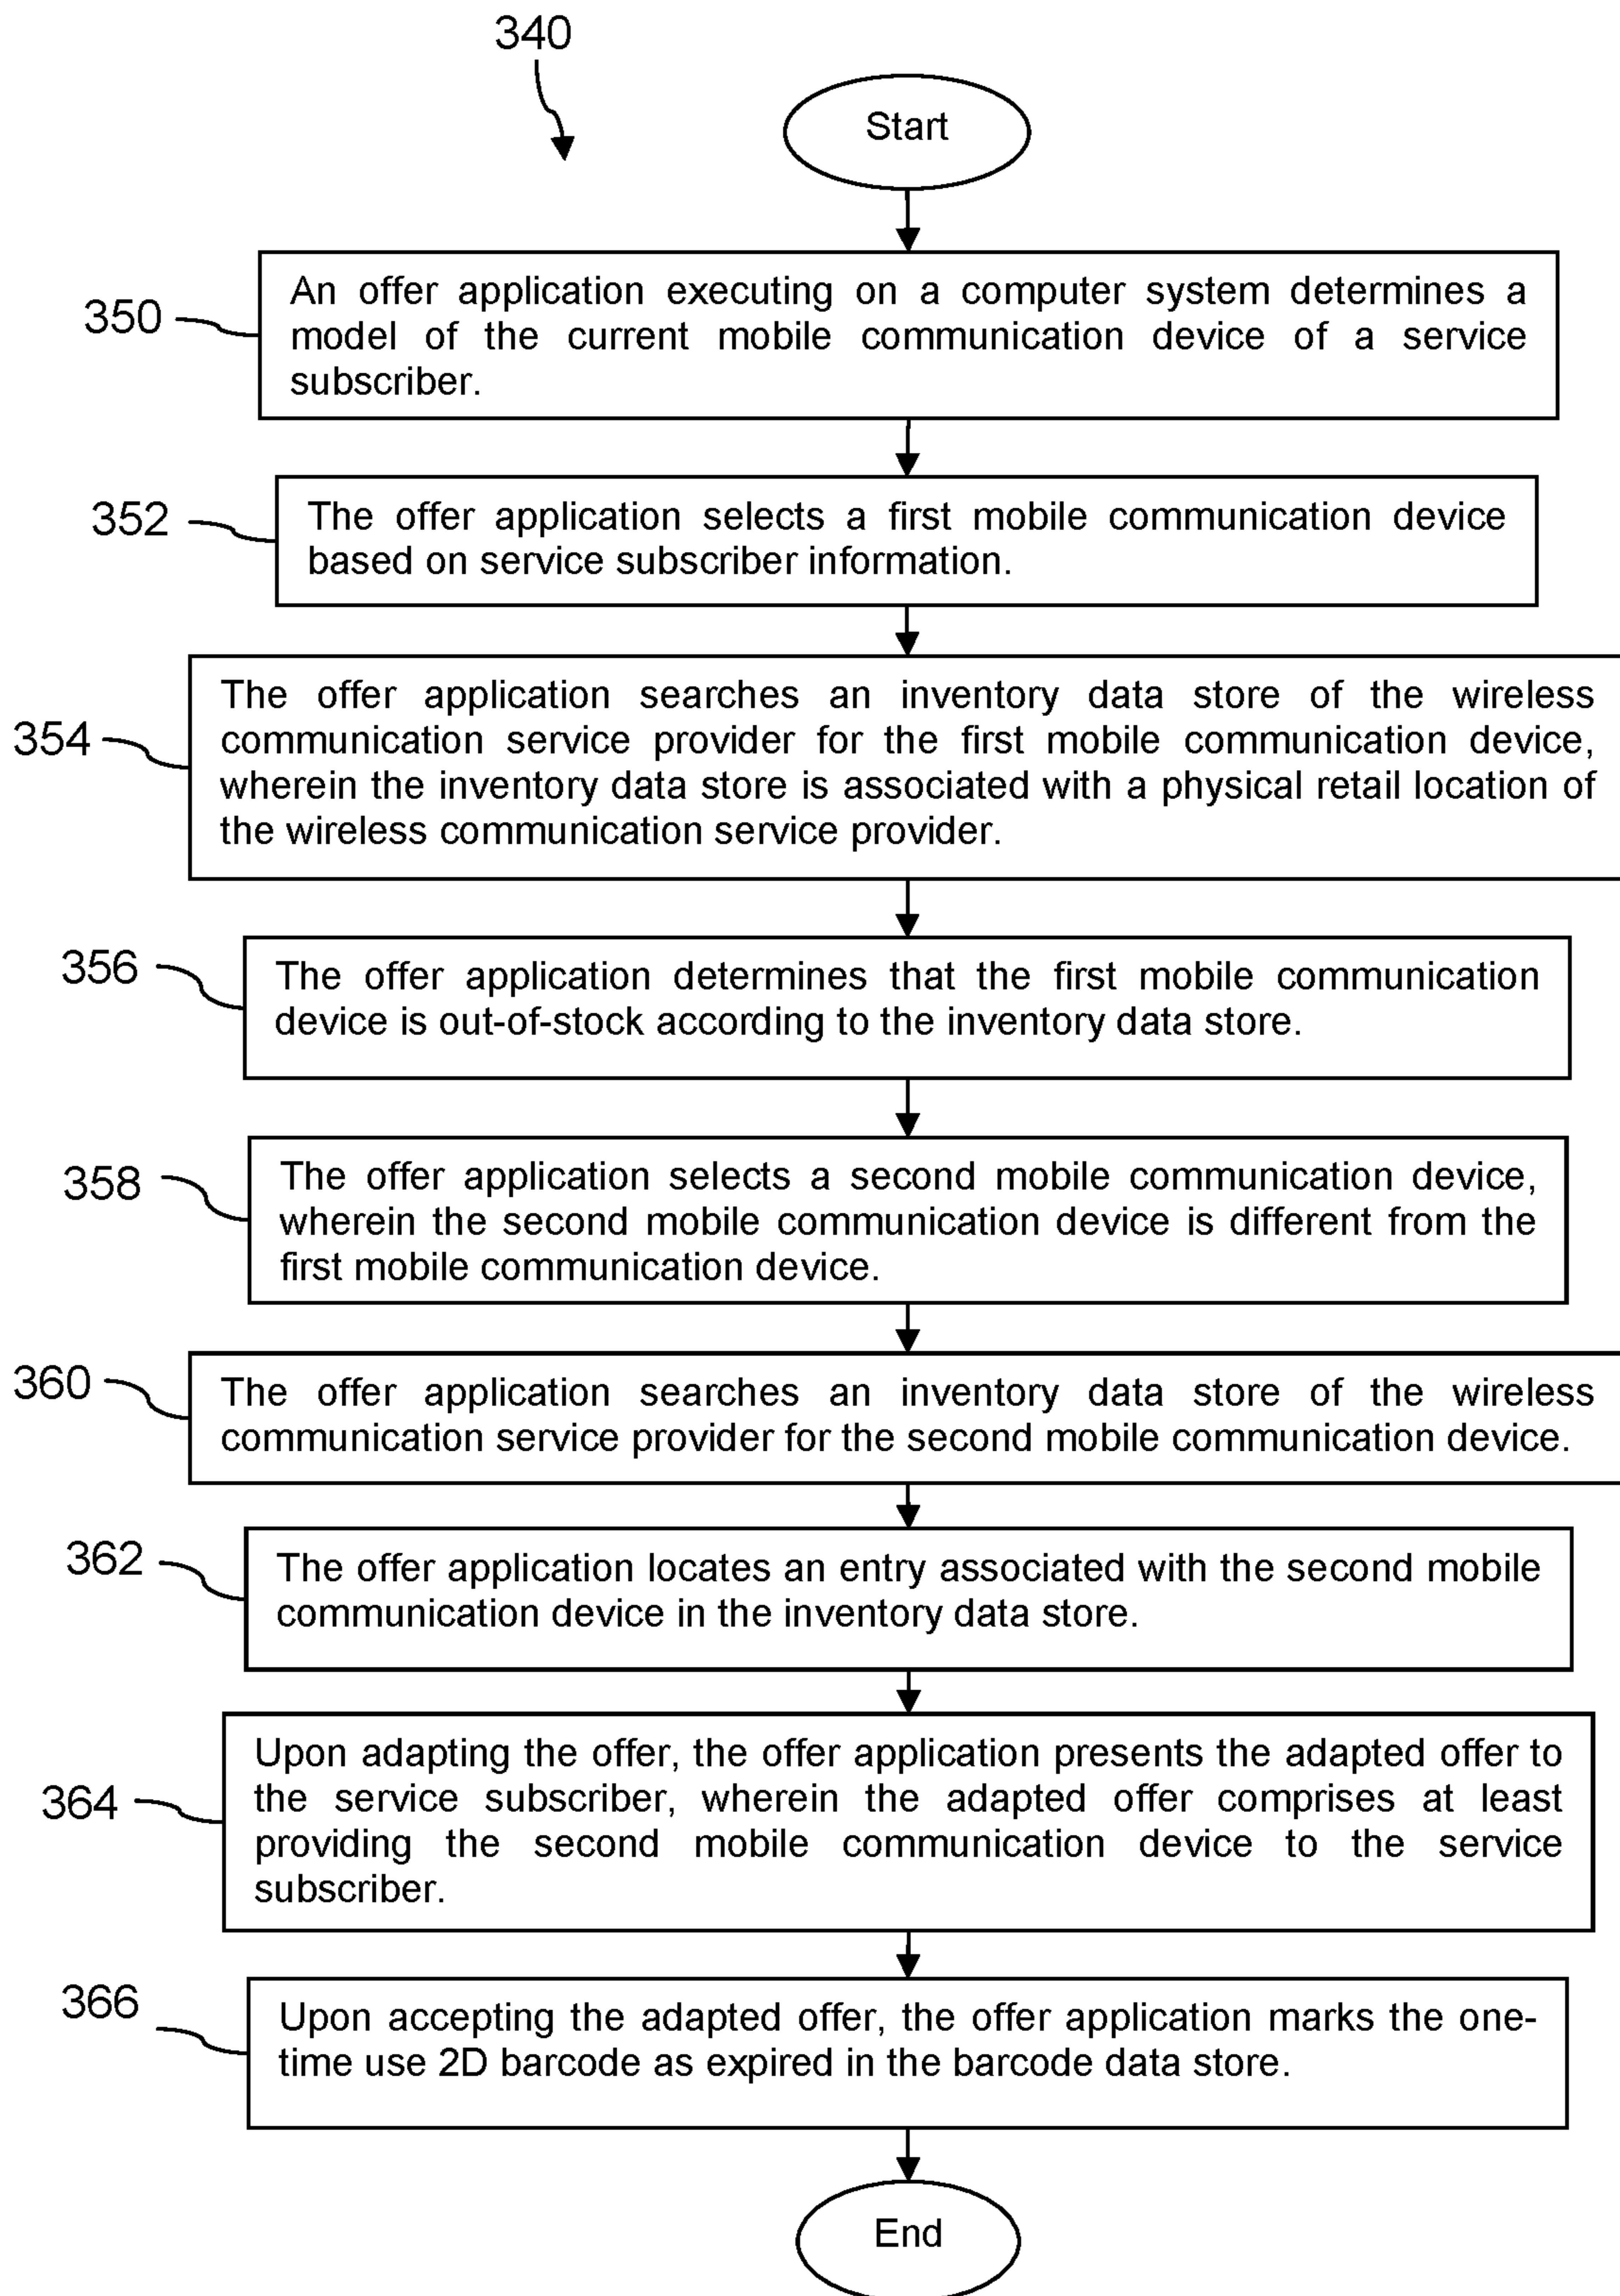 340
Start
350
An offer application executing on a computer system determines a
model of the current mobile communication device of a service
subscriber.
352
The offer application selects a first mobile communication device
based on service subscriber information.
354
The offer application searches an inventory data store of the wireless
communication service provider for the first mobile communication device,
wherein the inventory data store is associated with a physical retail location of
the wireless communication service provider.
356
The offer application determines that the first mobile communication
device is out-of-stock according to the inventory data store.
358
The offer application selects a second mobile communication device,
wherein the second mobile communication device is different from the
first mobile communication device.
360
The offer application searches an inventory data store of the wireless
communication service provider for the second mobile communication device.
362
The offer application locates an entry associated with the second mobile
communication device in the inventory data store.
364
Upon adapting the offer, the offer application presents the adapted offer to
the service subscriber, wherein the adapted offer comprises at least
providing the second mobile communication device to the service
subscriber.
366
Upon accepting the adapted offer, the offer application marks the one-
time use 2D barcode as expired in the barcode data store.
End